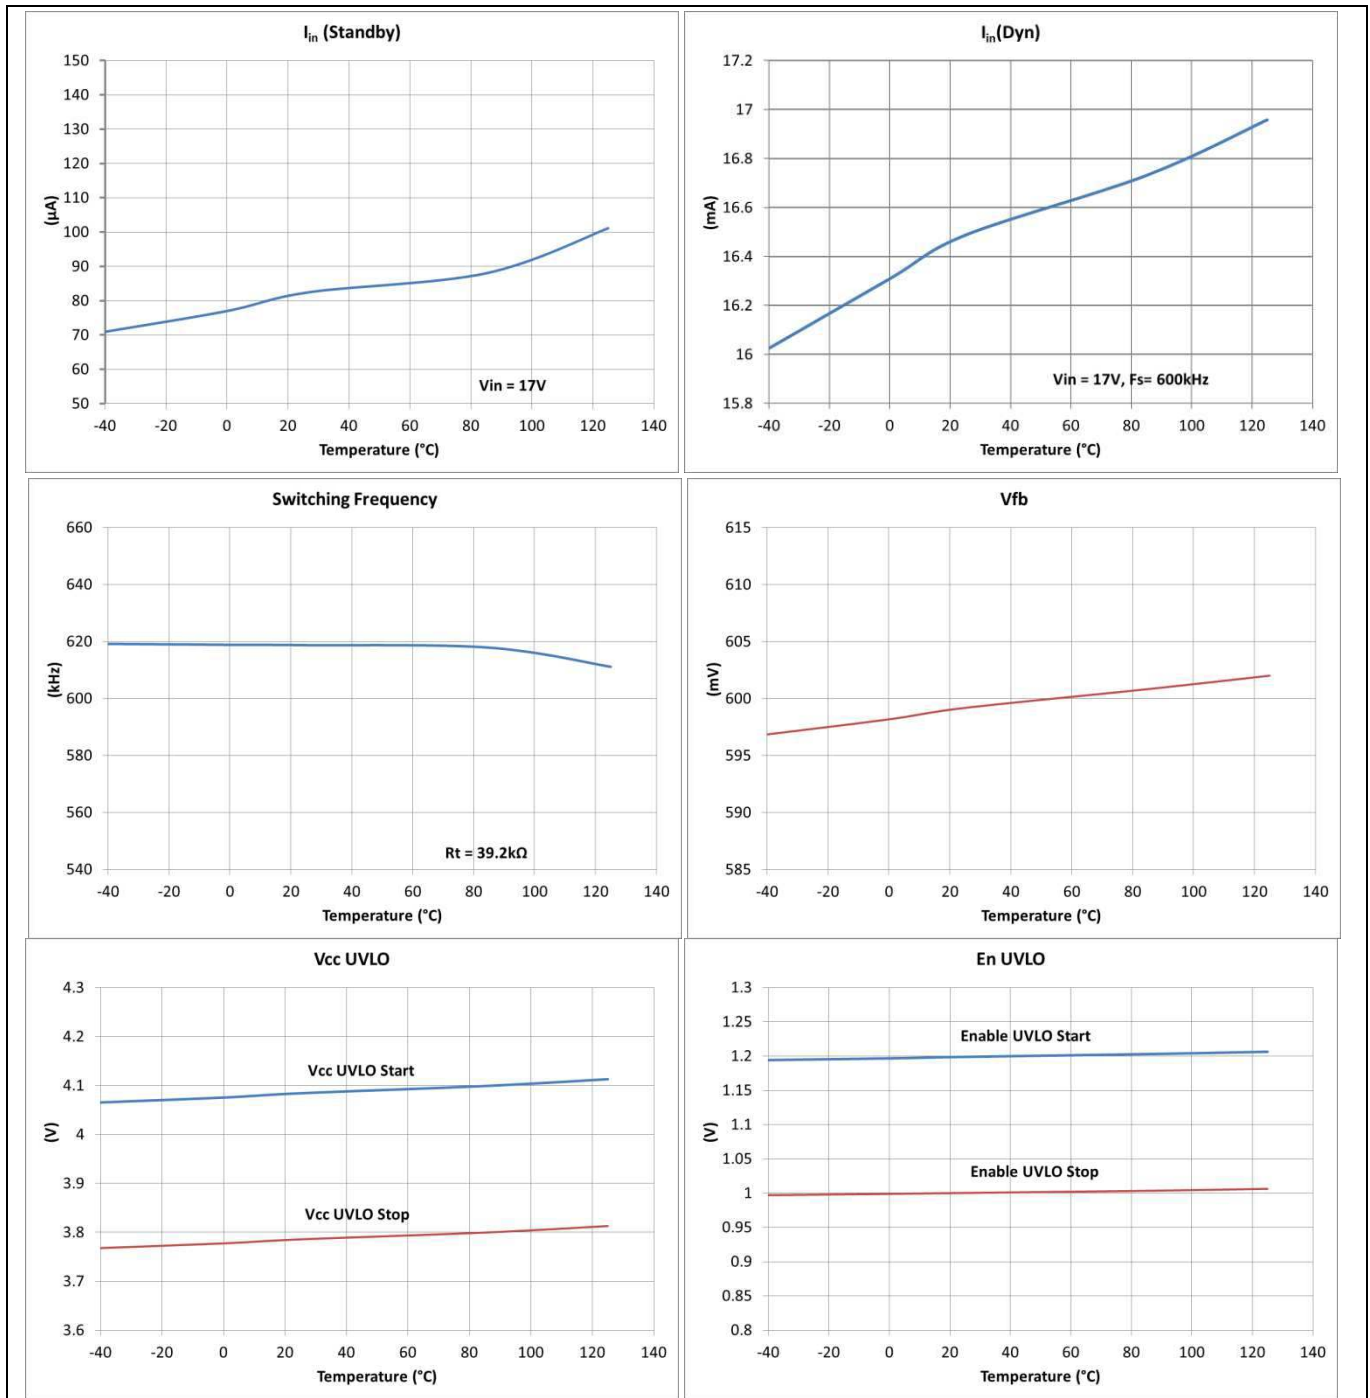 I_in (Standby)
150
140
130
120
110
100
90
80
70
60
50
(µA)
Vin = 17V
-40 -20 0 20 40 60 80 100 120 140
Temperature (°C)
I_in(Dyn)
17.2
17
16.8
16.6
16.4
16.2
16
15.8
(mA)
Vin = 17V, Fs= 600kHz
-40 -20 0 20 40 60 80 100 120 140
Temperature (°C)
Switching Frequency
660
640
620
600
580
560
540
(kHz)
Rt = 39.2kΩ
-40 -20 0 20 40 60 80 100 120 140
Temperature (°C)
Vfb
615
610
605
600
595
590
585
(mV)
-40 -20 0 20 40 60 80 100 120 140
Temperature (°C)
Vcc UVLO
4.3
4.2
4.1
4
3.9
3.8
3.7
3.6
(V)
Vcc UVLO Start
Vcc UVLO Stop
-40 -20 0 20 40 60 80 100 120 140
Temperature (°C)
En UVLO
1.3
1.25
1.2
1.15
1.1
1.05
1
0.95
0.9
0.85
0.8
(V)
Enable UVLO Start
Enable UVLO Stop
-40 -20 0 20 40 60 80 100 120 140
Temperature (°C)